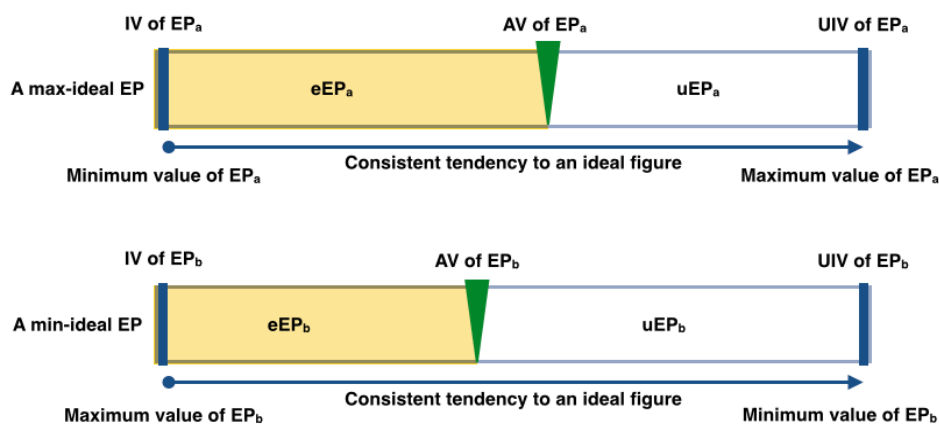 IV of EPa AV of EPa UIV of EPa
A max-ideal EP eEPa uEPa
Consistent tendency to an ideal figure
Minimum value of EPa Maximum value of EPa
IV of EPb AV of EPb UIV of EPb
A min-ideal EP eEPb uEPb
Consistent tendency to an ideal figure
Maximum value of EPb Minimum value of EPb